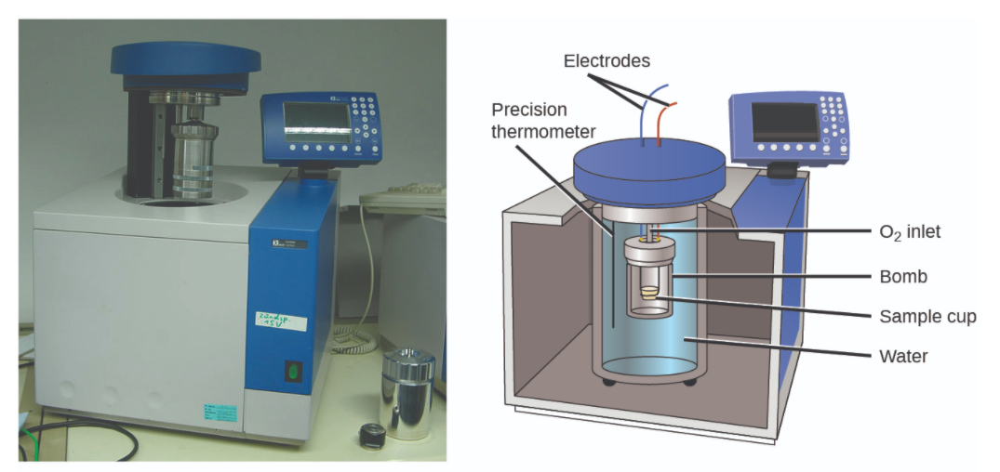 Electrodes
Precision
thermometer
O₂ inlet
Bomb
Sample cup
Water